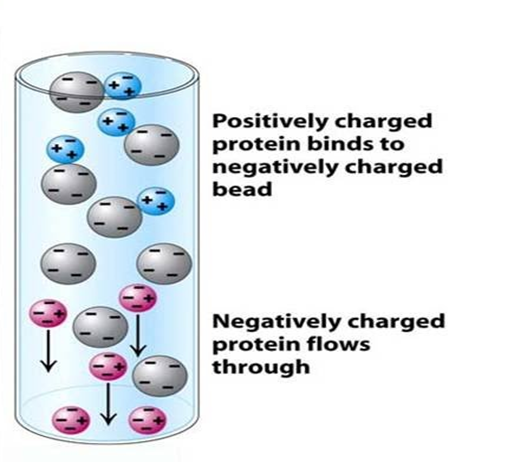 Positively charged
protein binds to
negatively charged
bead
Negatively charged
protein flows
through